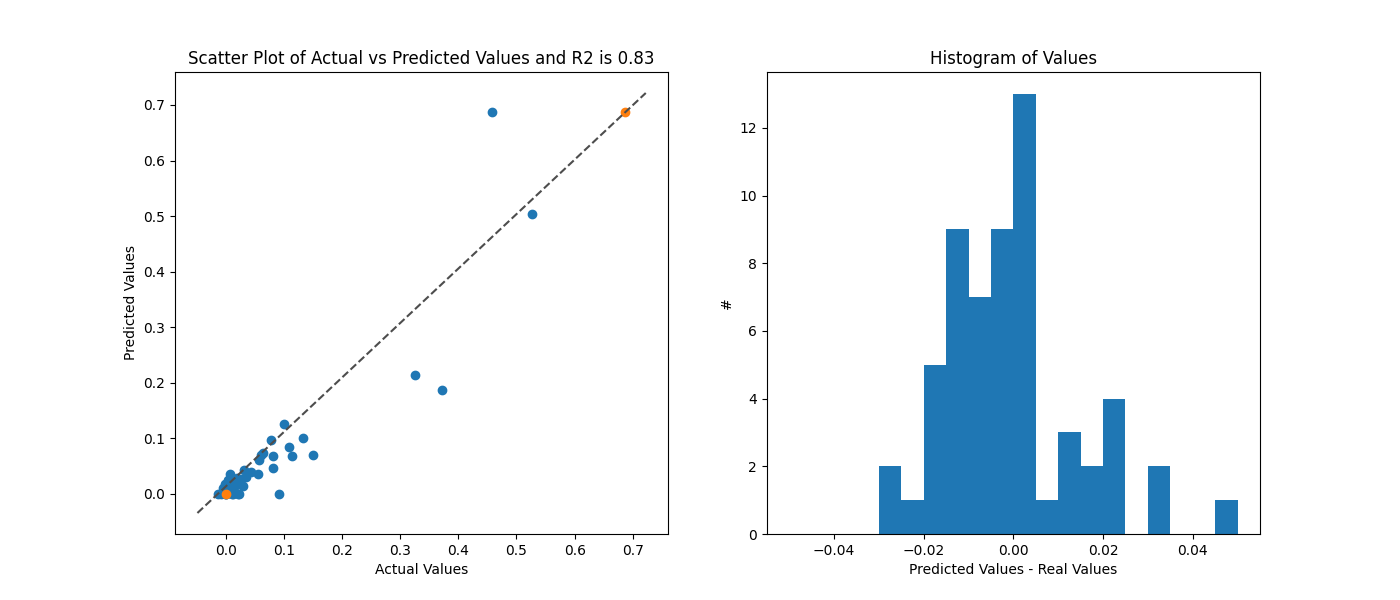 Scatter Plot of Actual vs Predicted Values and R2 is 0.83
Predicted Values
0.7
0.6
0.5
0.4
0.3
0.2
0.1
0.0
0.0 0.1 0.2 0.3 0.4 0.5 0.6 0.7
Actual Values
Histogram of Values
#
12
10
8
6
4
2
0
−0.04 −0.02 0.00 0.02 0.04
Predicted Values - Real Values